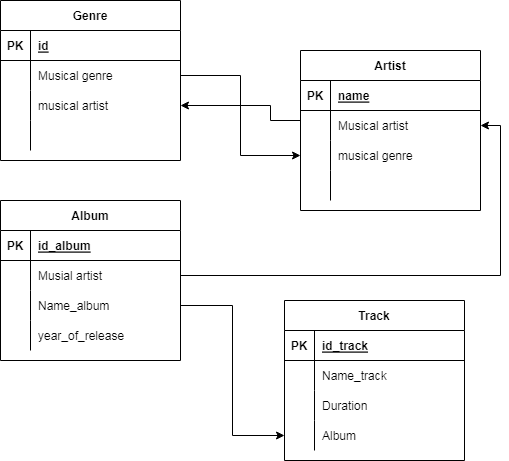 Genre
PK id
Musical genre
musical artist
Artist
PK name
Musical artist
musical genre
Album
PK id_album
Musial artist
Name_album
year_of_release
Track
PK id_track
Name_track
Duration
Album